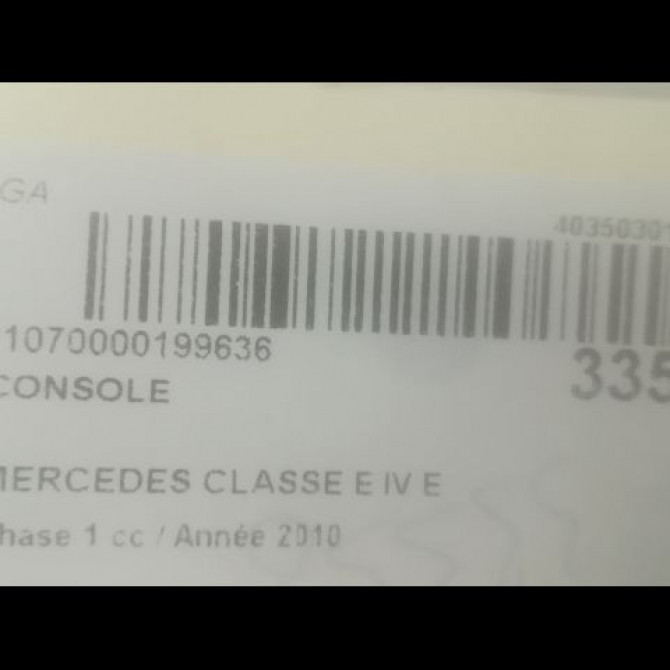 GA
40350301
1070000199636
335
CONSOLE
MERCEDES CLASSE E IV E
hase 1 cc / Année 2010